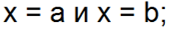 x = a и x = b;